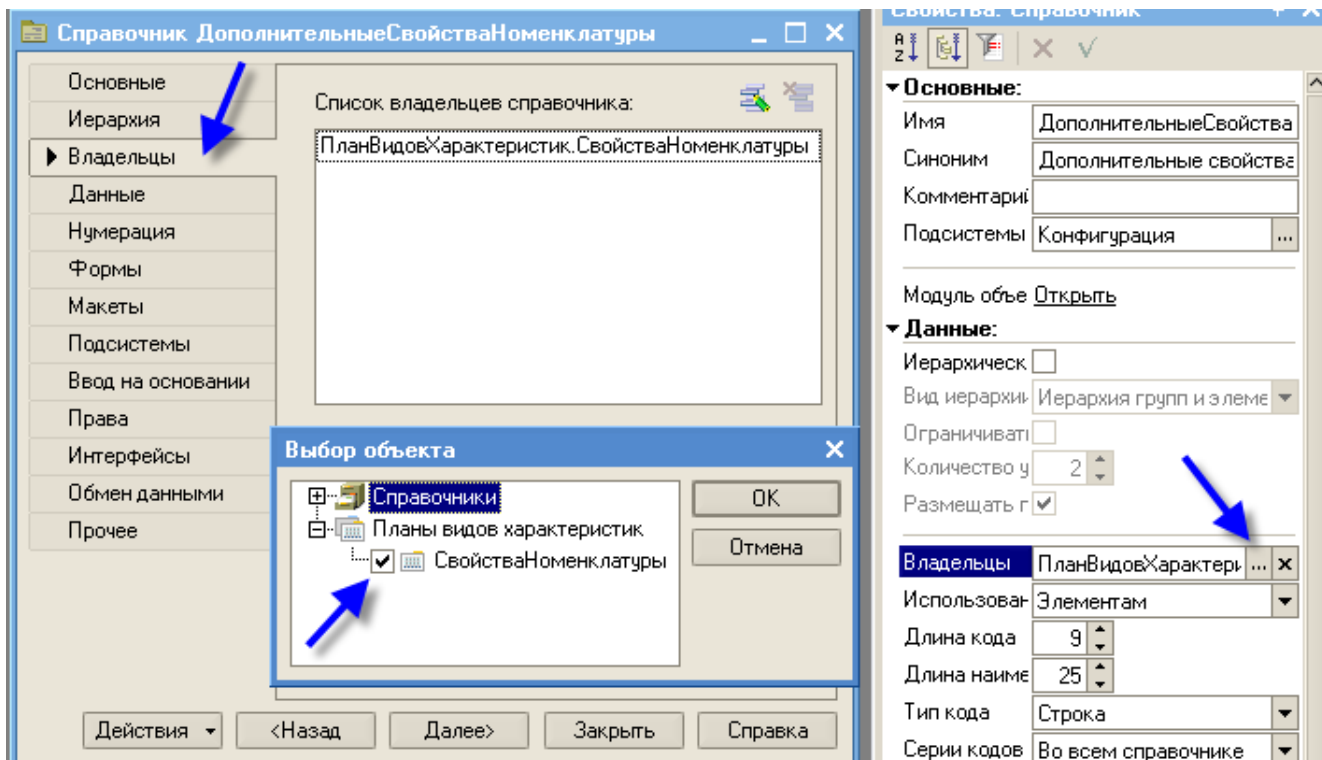 Справочник ДополнительныеСвойстваНоменклатуры
Основные
Иерархия
Владельцы
Данные
Нумерация
Формы
Макеты
Подсистемы
Ввод на основании
Права
Интерфейсы
Обмен данными
Прочее
Список владельцев справочника:
ПланВидовХарактеристик.СвойстваНоменклатуры
Выбор объекта
Справочники
Планы видов характеристик
СвойстваНоменклатуры
OK
Отмена
Действия
<Назад
Далее>
Закрыть
Справка
Свойства: Справочник
Основные:
Имя ДополнительныеСвойства
Синоним Дополнительные свойства
Комментарий
Подсистемы Конфигурация ...
Модуль объе Открыть
Данные:
Иерархическ
Вид иерархии Иерархия групп и элеме
Ограничивать
Количество у 2
Размещать г
Владельцы ПланВидовХарактери ...
Использован Элементам
Длина кода 9
Длина наиме 25
Тип кода Строка
Серии кодов Во всем справочнике